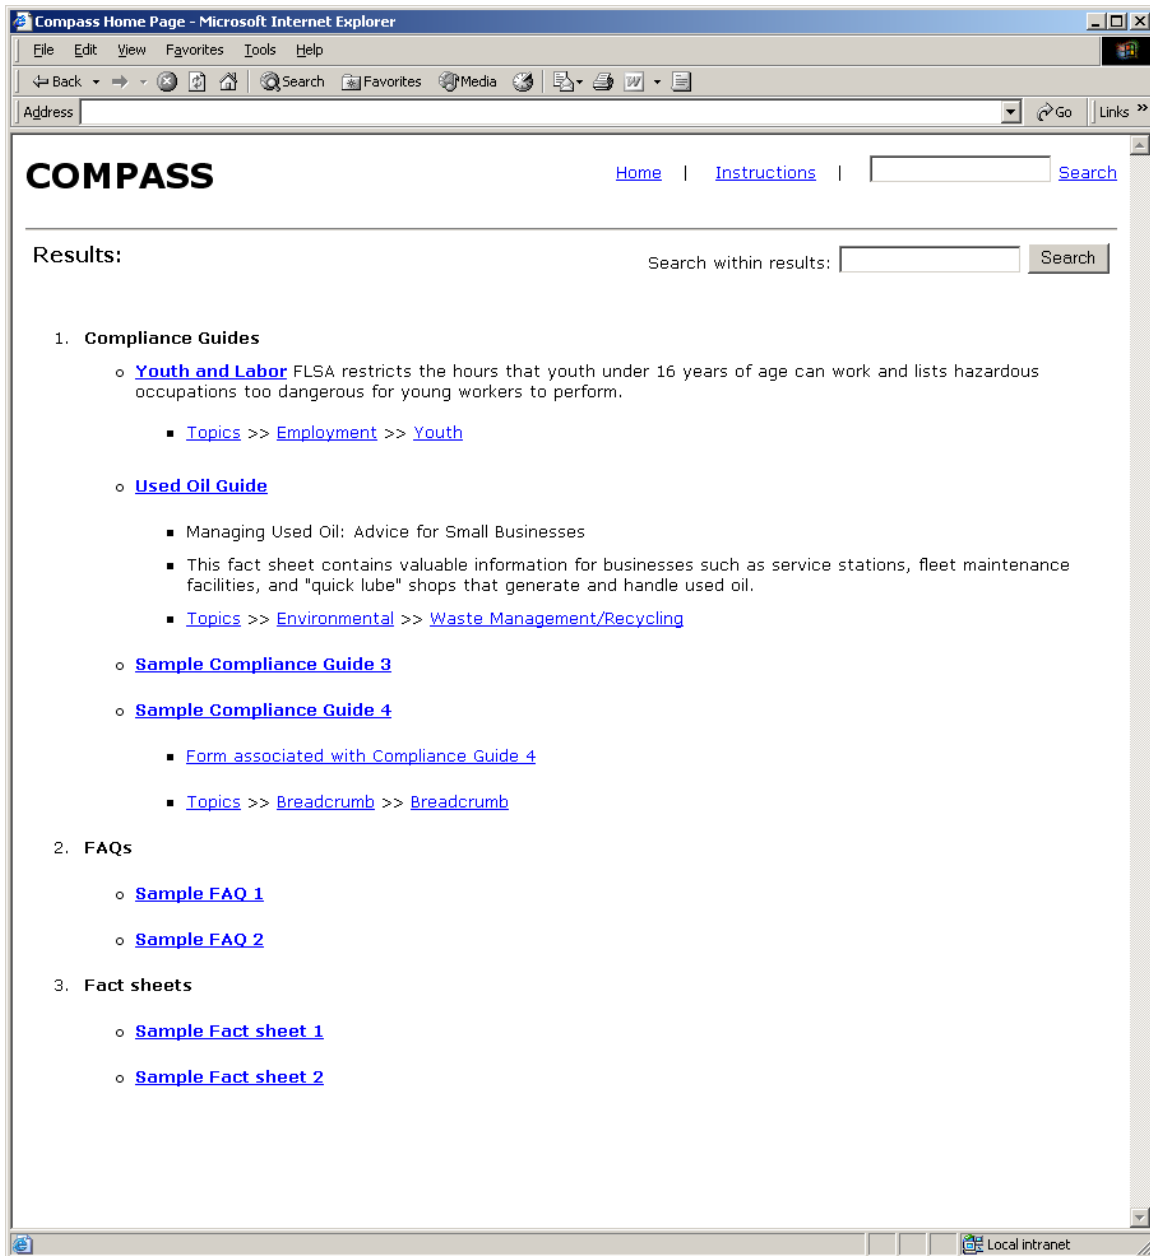 Compass Home Page - Microsoft Internet Explorer
File Edit View Favorites Tools Help
Back Search Favorites Media
Address Go Links »
COMPASS
Home | Instructions | Search
Results:
Search within results: Search
1. Compliance Guides
Youth and Labor FLSA restricts the hours that youth under 16 years of age can work and lists hazardous
occupations too dangerous for young workers to perform.
Topics >> Employment >> Youth
Used Oil Guide
Managing Used Oil: Advice for Small Businesses
This fact sheet contains valuable information for businesses such as service stations, fleet maintenance
facilities, and "quick lube" shops that generate and handle used oil.
Topics >> Environmental >> Waste Management/Recycling
Sample Compliance Guide 3
Sample Compliance Guide 4
Form associated with Compliance Guide 4
Topics >> Breadcrumb >> Breadcrumb
2. FAQs
Sample FAQ 1
Sample FAQ 2
3. Fact sheets
Sample Fact sheet 1
Sample Fact sheet 2
Local intranet